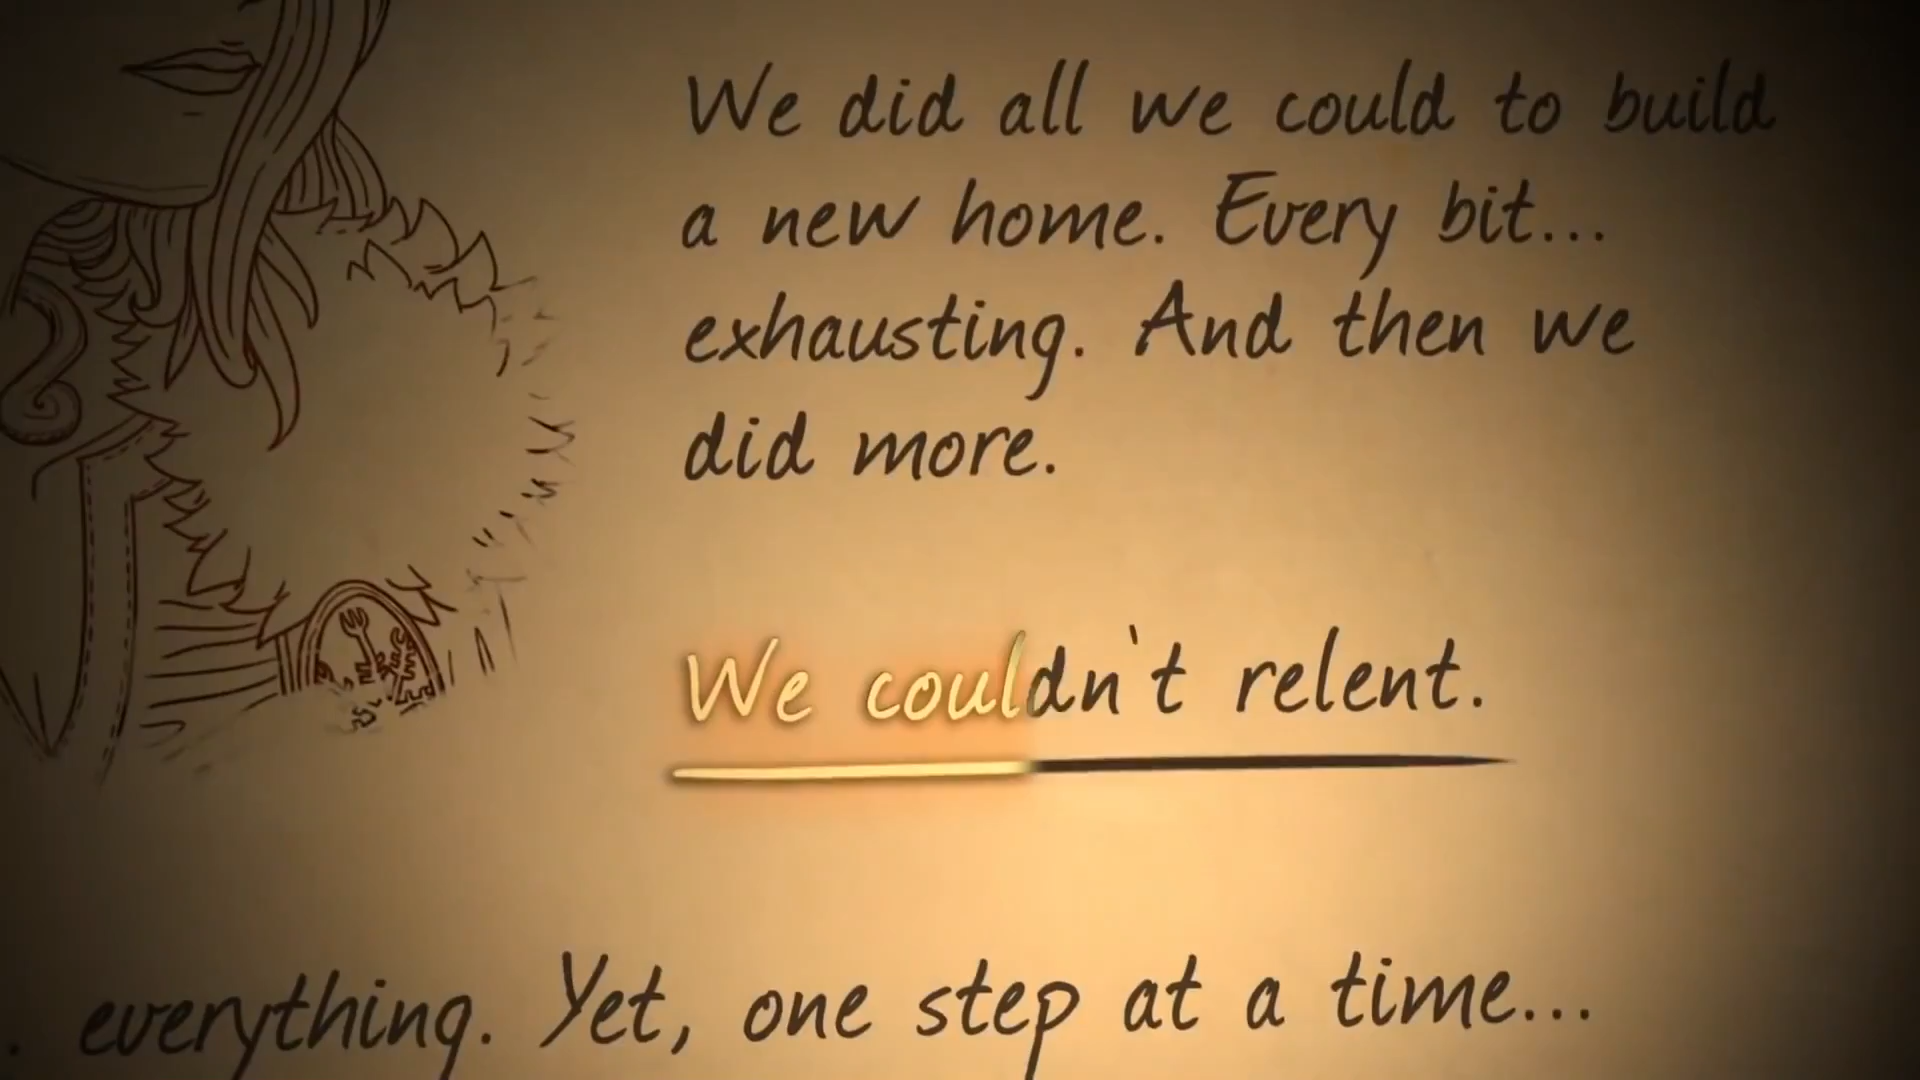 We did all we could to build
a new home. Every bit...
exhausting. And then we
did more.
We couldn't relent.
. everything. Yet, one step at a time...